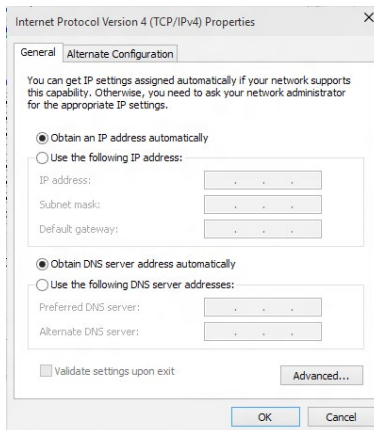 Internet Protocol Version 4 (TCP/IPv4) Properties
General
Alternate Configuration
You can get IP settings assigned automatically if your network supports
this capability. Otherwise, you need to ask your network administrator
for the appropriate IP settings.
Obtain an IP address automatically
Use the following IP address:
IP address:
Subnet mask:
Default gateway:
Obtain DNS server address automatically
Use the following DNS server addresses:
Preferred DNS server:
Alternate DNS server:
Validate settings upon exit
Advanced...
OK
Cancel